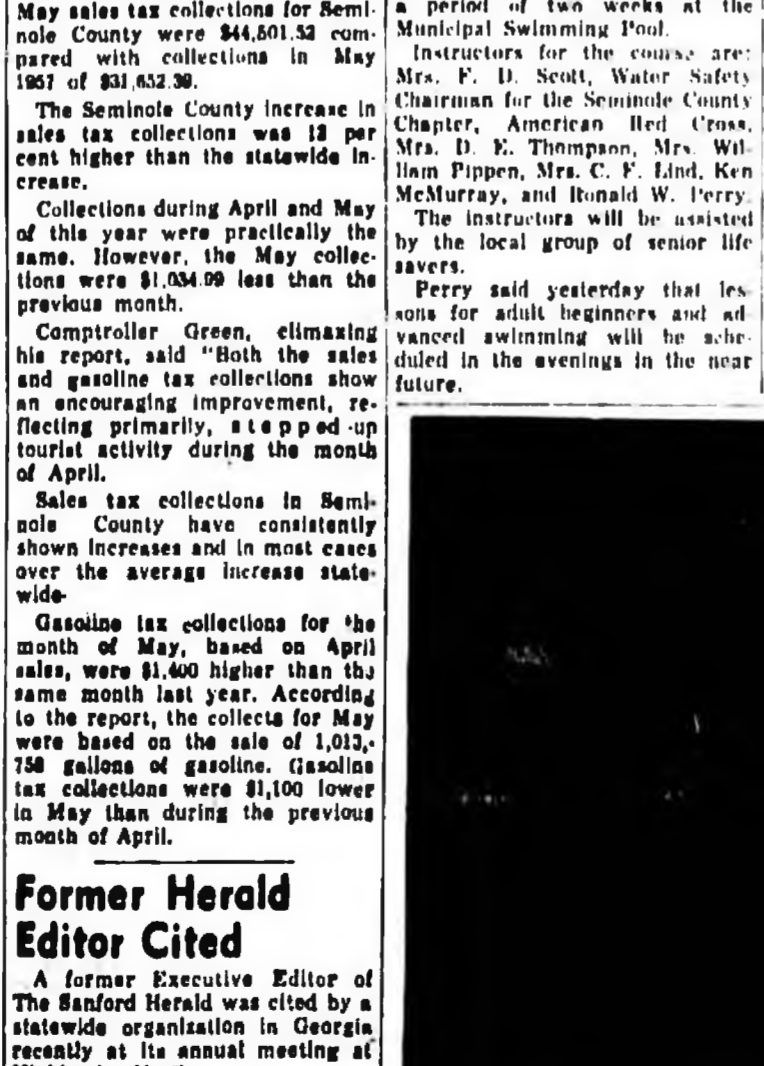 May sales tax collections for Semi-
nole County were $44,501.52 com-
pared with collections in May
1957 of $31,652.39.
The Seminole County increase in
sales tax collections was 13 per
cent higher than the statewide in-
crease.
Collections during April and May
of this year were practically the
same. However, the May collec-
tions were $1,034.09 less than the
previous month.
Comptroller Green, climaxing
his report, said "Both the sales
and gasoline tax collections show
an encouraging improvement, re-
flecting primarily, stepped-up
tourist activity during the month
of April.
Sales tax collections in Semi-
nole County have consistently
shown increases and in most cases
over the average increase state-
wide-
Gasoline tax collections for the
month of May, based on April
sales, were $1,400 higher than the
same month last year. According
to the report, the collects for May
were based on the sale of 1,013,-
758 gallons of gasoline. Gasoline
tax collections were $1,100 lower
in May than during the previous
month of April.
Former Herald
Editor Cited
A former Executive Editor of
The Sanford Herald was cited by a
statewide organization in Georgia
recently at its annual meeting at
a period of two weeks at the
Municipal Swimming Pool.
Instructors for the course are:
Mrs. F. D. Scott, Water Safety
Chairman for the Seminole County
Chapter, American Red Cross,
Mrs. D. E. Thompson, Mrs. Wil-
liam Pippen, Mrs. C. F. Lind, Ken
McMurray, and Ronald W. Perry.
The instructors will be assisted
by the local group of senior life
savers.
Perry said yesterday that les-
sons for adult beginners and ad-
vanced swimming will be sche-
duled in the evenings in the near
future.